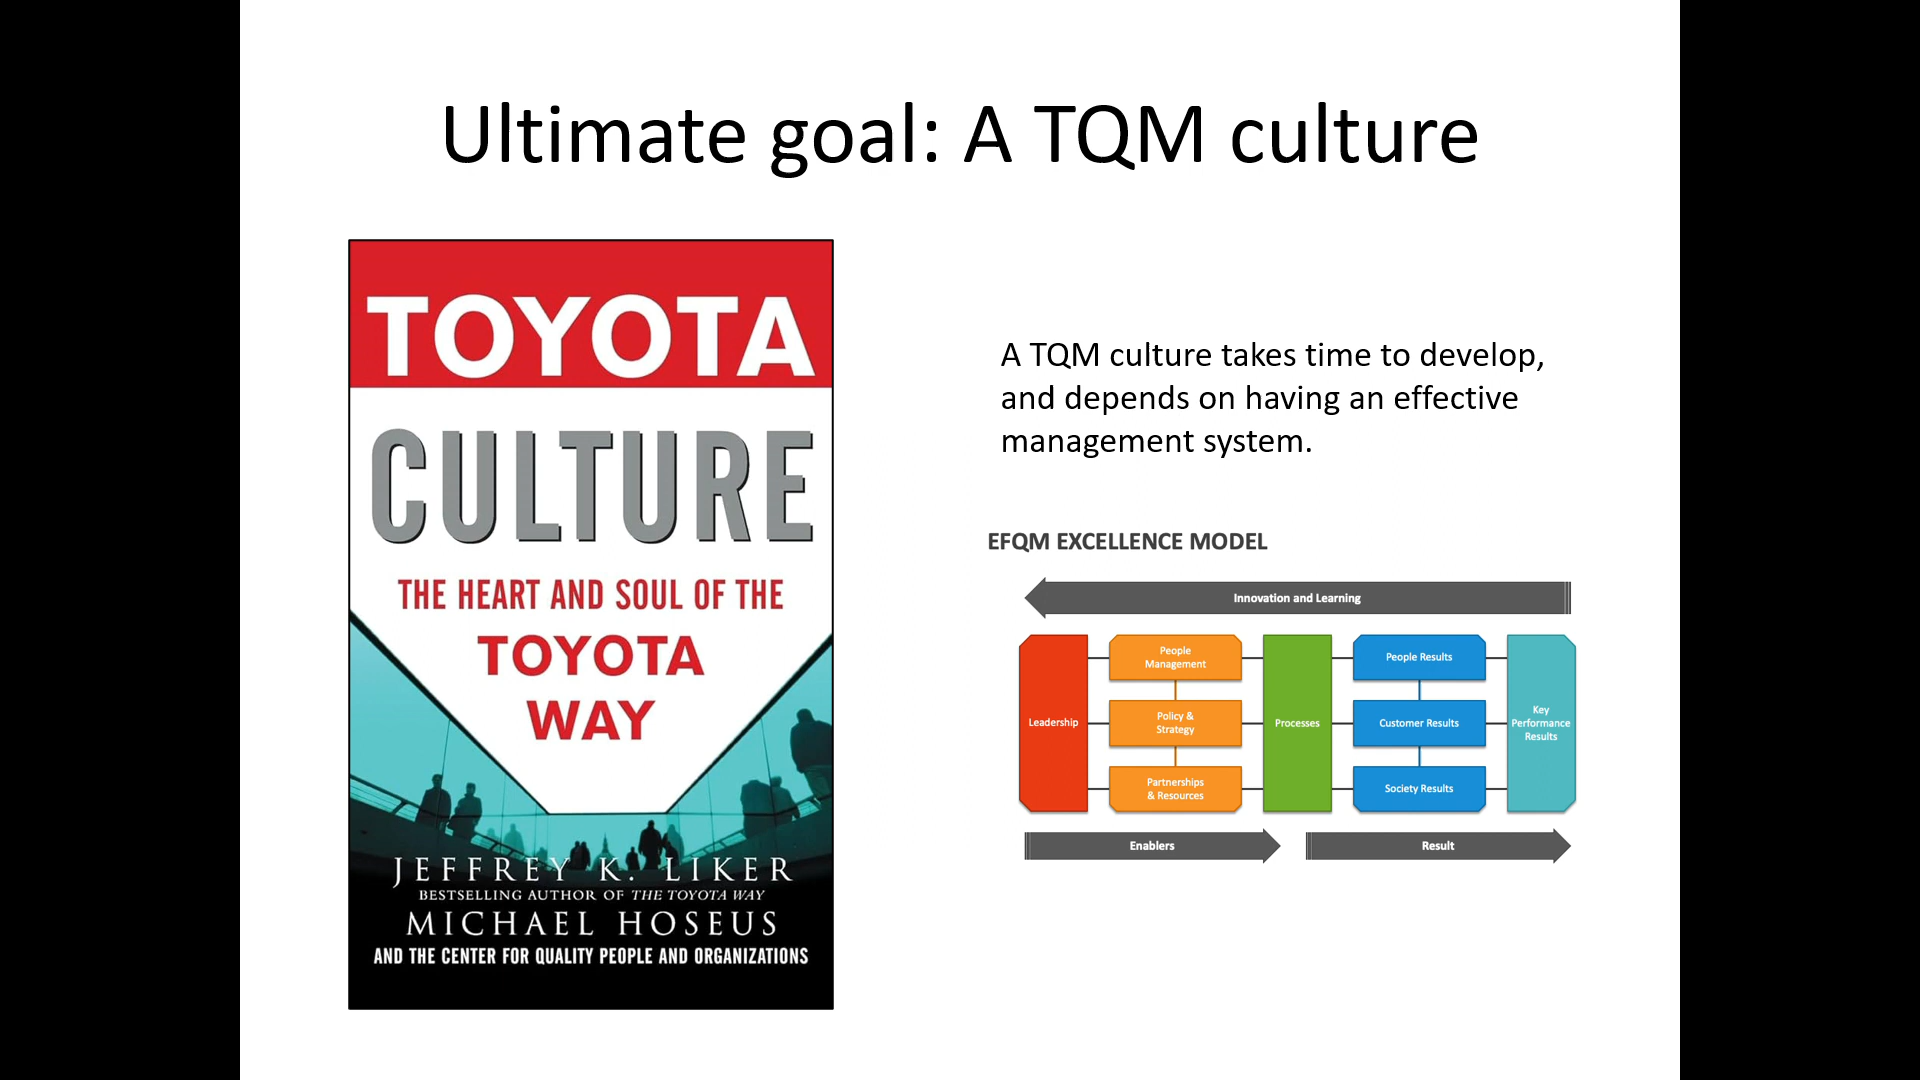 Ultimate goal: A TQM culture
TOYOTA
CULTURE
THE HEART AND SOUL OF THE
TOYOTA
WAY
JEFFREY K. LIKER
BESTSELLING AUTHOR OF THE TOYOTA WAY
MICHAEL HOSEUS
AND THE CENTER FOR QUALITY PEOPLE AND ORGANIZATIONS
A TQM culture takes time to develop,
and depends on having an effective
management system.
EFQM EXCELLENCE MODEL
Innovation and Learning
Leadership
People
Management
Policy &
Strategy
Partnerships
& Resources
Processes
People Results
Customer Results
Society Results
Key
Performance
Results
Enablers
Result